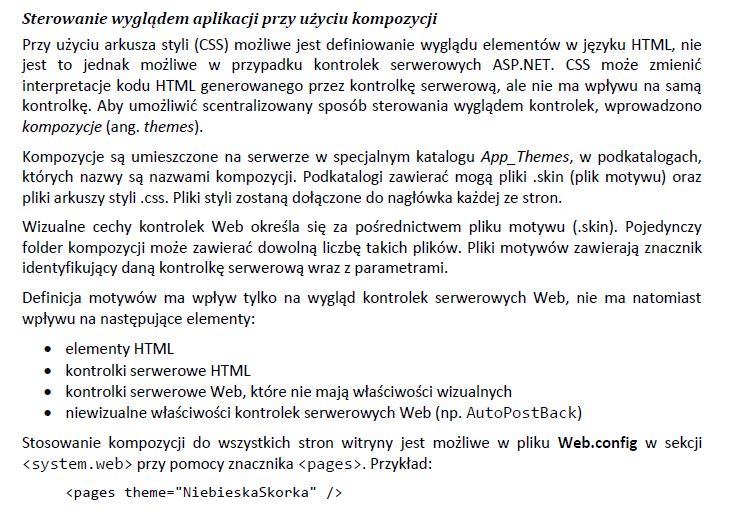 Sterowanie wyglądem aplikacji przy użyciu kompozycji
Przy użyciu arkusza styli (CSS) możliwe jest definiowanie wyglądu elementów w języku HTML, nie
jest to jednak możliwe w przypadku kontrolek serwerowych ASP.NET. CSS może zmienić
interpretacje kodu HTML generowanego przez kontrolkę serwerową, ale nie ma wpływu na samą
kontrolkę. Aby umożliwić scentralizowany sposób sterowania wyglądem kontrolek, wprowadzono
kompozycje (ang. themes).
Kompozycje są umieszczone na serwerze w specjalnym katalogu App_Themes, w podkatalogach,
których nazwy są nazwami kompozycji. Podkatalogi zawierać mogą pliki .skin (plik motywu) oraz
pliki arkuszy styli .css. Pliki styli zostaną dołączone do nagłówka każdej ze stron.
Wizualne cechy kontrolek Web określa się za pośrednictwem pliku motywu (.skin). Pojedynczy
folder kompozycji może zawierać dowolną liczbę takich plików. Pliki motywów zawierają znacznik
identyfikujący daną kontrolkę serwerową wraz z parametrami.
Definicja motywów ma wpływ tylko na wygląd kontrolek serwerowych Web, nie ma natomiast
wpływu na następujące elementy:
• elementy HTML
• kontrolki serwerowe HTML
• kontrolki serwerowe Web, które nie mają właściwości wizualnych
• niewizualne właściwości kontrolek serwerowych Web (np. AutoPostBack)
Stosowanie kompozycji do wszystkich stron witryny jest możliwe w pliku Web.config w sekcji
<system.web> przy pomocy znacznika <pages>. Przykład:
<pages theme="NiebieskaSkorka" />